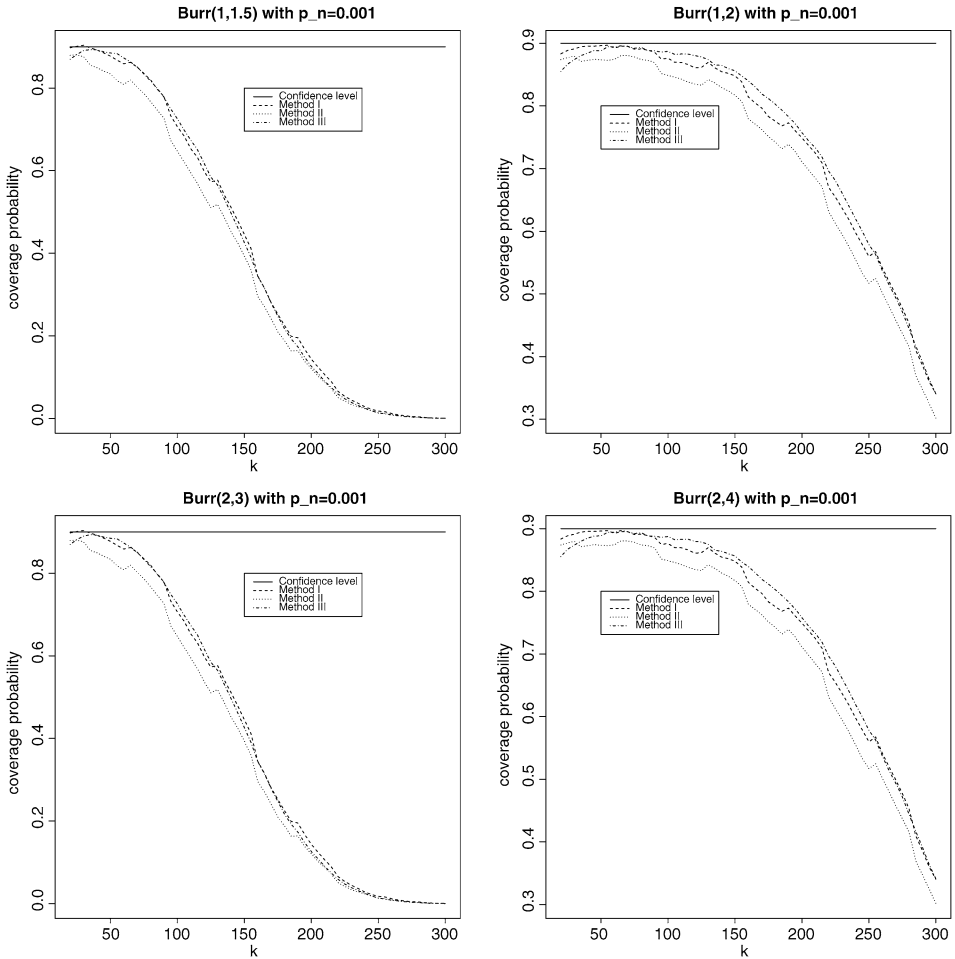 Burr(1,1.5) with p_n=0.001
coverage probability
0.8
0.6
0.4
0.2
0.0
Confidence level
Method I
Method II
Method III
50 100 150 200 250 300
k
Burr(1,2) with p_n=0.001
coverage probability
0.9
0.8
0.7
0.6
0.5
0.4
0.3
Confidence level
Method I
Method II
Method III
50 100 150 200 250 300
k
Burr(2,3) with p_n=0.001
coverage probability
0.8
0.6
0.4
0.2
0.0
Confidence level
Method I
Method II
Method III
50 100 150 200 250 300
k
Burr(2,4) with p_n=0.001
coverage probability
0.9
0.8
0.7
0.6
0.5
0.4
0.3
Confidence level
Method I
Method II
Method III
50 100 150 200 250 300
k